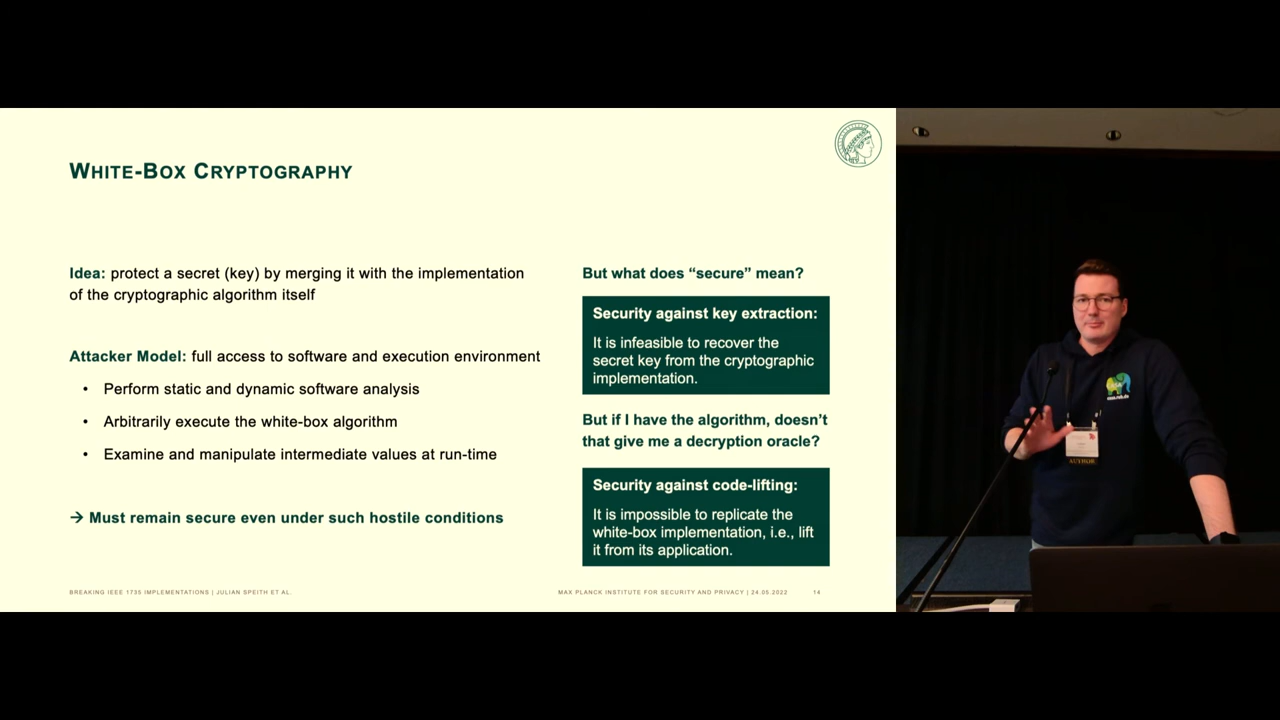 WHITE-BOX CRYPTOGRAPHY
Idea: protect a secret (key) by merging it with the implementation
of the cryptographic algorithm itself
Attacker Model: full access to software and execution environment
• Perform static and dynamic software analysis
• Arbitrarily execute the white-box algorithm
• Examine and manipulate intermediate values at run-time
→ Must remain secure even under such hostile conditions
But what does “secure” mean?
Security against key extraction:
It is infeasible to recover the
secret key from the cryptographic
implementation.
But if I have the algorithm, doesn’t
that give me a decryption oracle?
Security against code-lifting:
It is impossible to replicate the
white-box implementation, i.e., lift
it from its application.
BREAKING IEEE 1735 IMPLEMENTATIONS | JULIAN SPEITH ET AL.
MAX PLANCK INSTITUTE FOR SECURITY AND PRIVACY | 24.05.2022 14
AUTHOR